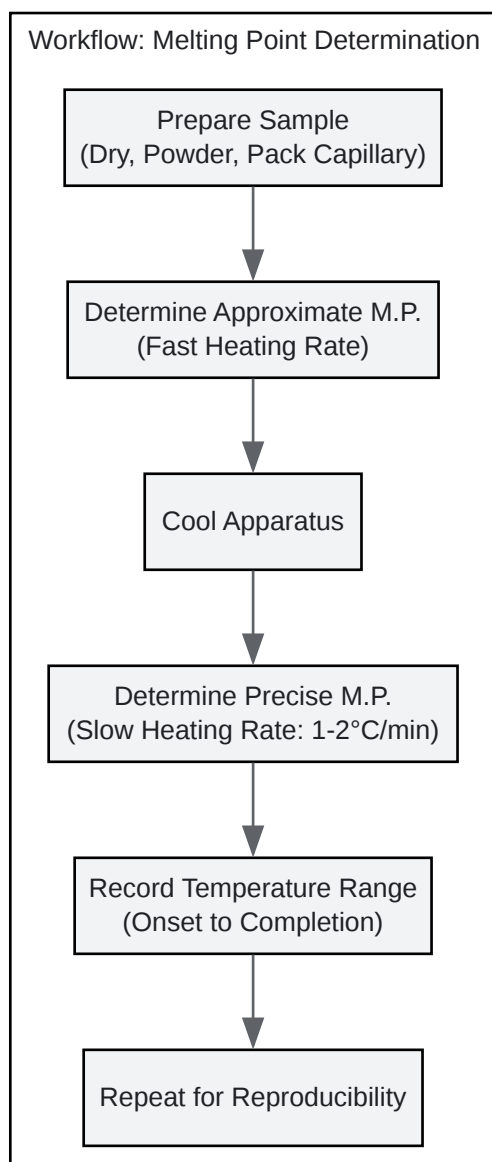 Workflow: Melting Point Determination
Prepare Sample
(Dry, Powder, Pack Capillary)
Determine Approximate M.P.
(Fast Heating Rate)
Cool Apparatus
Determine Precise M.P.
(Slow Heating Rate: 1-2°C/min)
Record Temperature Range
(Onset to Completion)
Repeat for Reproducibility